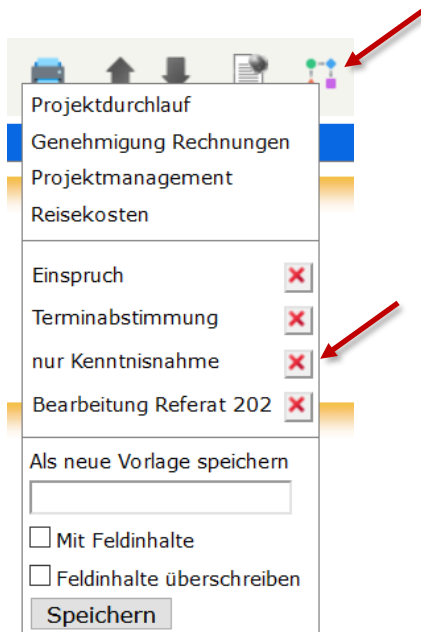 Projektdurchlauf
Genehmigung Rechnungen
Projektmanagement
Reisekosten
Einspruch
Terminabstimmung
nur Kenntnisnahme
Bearbeitung Referat 202
Als neue Vorlage speichern
Mit Feldinhalte
Feldinhalte überschreiben
Speichern